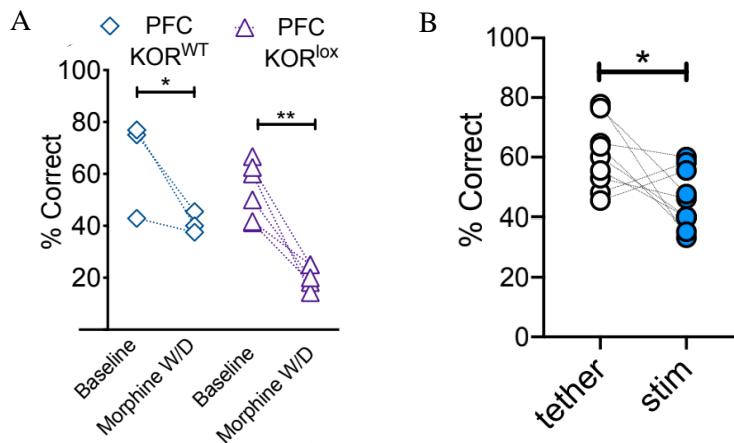 A
PFC
KORWT
PFC
KORlox
100
80
60
40
20
% Correct
*
**
Baseline
Morphine W/D
Baseline
Morphine W/D
B
*
100
80
60
40
20
0
% Correct
tether
stim